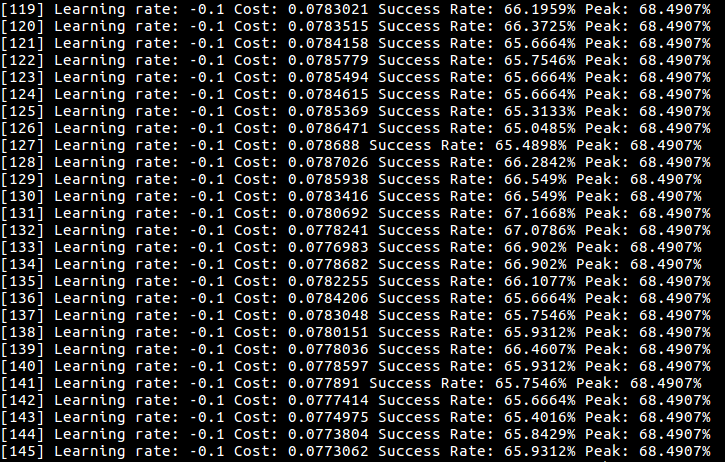 [119] Learning rate: -0.1 Cost: 0.0783021 Success Rate: 66.1959% Peak: 68.4907%
[120] Learning rate: -0.1 Cost: 0.0783515 Success Rate: 66.3725% Peak: 68.4907%
[121] Learning rate: -0.1 Cost: 0.0784158 Success Rate: 65.6664% Peak: 68.4907%
[122] Learning rate: -0.1 Cost: 0.0785779 Success Rate: 65.7546% Peak: 68.4907%
[123] Learning rate: -0.1 Cost: 0.0785494 Success Rate: 65.6664% Peak: 68.4907%
[124] Learning rate: -0.1 Cost: 0.0784615 Success Rate: 65.6664% Peak: 68.4907%
[125] Learning rate: -0.1 Cost: 0.0785369 Success Rate: 65.3133% Peak: 68.4907%
[126] Learning rate: -0.1 Cost: 0.0786471 Success Rate: 65.0485% Peak: 68.4907%
[127] Learning rate: -0.1 Cost: 0.078688 Success Rate: 65.4898% Peak: 68.4907%
[128] Learning rate: -0.1 Cost: 0.0787026 Success Rate: 66.2842% Peak: 68.4907%
[129] Learning rate: -0.1 Cost: 0.0785938 Success Rate: 66.549% Peak: 68.4907%
[130] Learning rate: -0.1 Cost: 0.0783416 Success Rate: 66.549% Peak: 68.4907%
[131] Learning rate: -0.1 Cost: 0.0780692 Success Rate: 67.1668% Peak: 68.4907%
[132] Learning rate: -0.1 Cost: 0.0778241 Success Rate: 67.0786% Peak: 68.4907%
[133] Learning rate: -0.1 Cost: 0.0776983 Success Rate: 66.902% Peak: 68.4907%
[134] Learning rate: -0.1 Cost: 0.0778682 Success Rate: 66.902% Peak: 68.4907%
[135] Learning rate: -0.1 Cost: 0.0782255 Success Rate: 66.1077% Peak: 68.4907%
[136] Learning rate: -0.1 Cost: 0.0784206 Success Rate: 65.6664% Peak: 68.4907%
[137] Learning rate: -0.1 Cost: 0.0783048 Success Rate: 65.7546% Peak: 68.4907%
[138] Learning rate: -0.1 Cost: 0.0780151 Success Rate: 65.9312% Peak: 68.4907%
[139] Learning rate: -0.1 Cost: 0.0778036 Success Rate: 66.4607% Peak: 68.4907%
[140] Learning rate: -0.1 Cost: 0.0778597 Success Rate: 65.9312% Peak: 68.4907%
[141] Learning rate: -0.1 Cost: 0.077891 Success Rate: 65.7546% Peak: 68.4907%
[142] Learning rate: -0.1 Cost: 0.0777414 Success Rate: 65.6664% Peak: 68.4907%
[143] Learning rate: -0.1 Cost: 0.0774975 Success Rate: 65.4016% Peak: 68.4907%
[144] Learning rate: -0.1 Cost: 0.0773804 Success Rate: 65.8429% Peak: 68.4907%
[145] Learning rate: -0.1 Cost: 0.0773062 Success Rate: 65.9312% Peak: 68.4907%